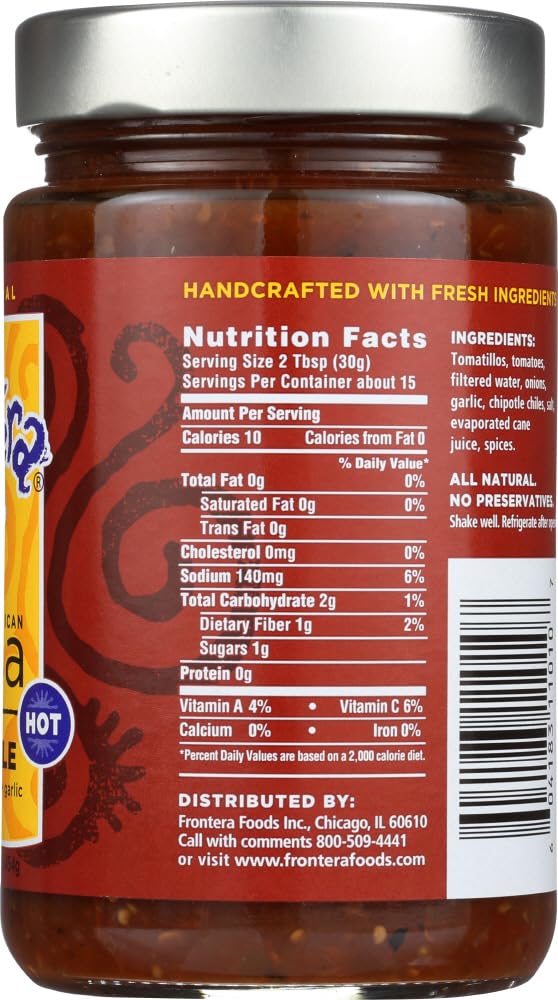 HANDCRAFTED WITH FRESH INGREDIENTS
Nutrition Facts
Serving Size 2 Tbsp (30g)
Servings Per Container about 15
Amount Per Serving
Calories 10 Calories from Fat 0
% Daily Value*
Total Fat 0g 0%
Saturated Fat 0g 0%
Trans Fat 0g
Cholesterol 0mg 0%
Sodium 140mg 6%
Total Carbohydrate 2g 1%
Dietary Fiber 1g 2%
Sugars 1g
Protein 0g
Vitamin A 4% • Vitamin C 6%
Calcium 0% • Iron 0%
*Percent Daily Values are based on a 2,000 calorie diet.
DISTRIBUTED BY:
Frontera Foods Inc., Chicago, IL 60610
Call with comments 800-509-4441
or visit www.fronterafoods.com
INGREDIENTS:
Tomatillos, tomatoes,
filtered water, onions,
garlic, chipotle chiles, salt,
evaporated cane
juice, spices.
ALL NATURAL.
NO PRESERVATIVES.
Shake well. Refrigerate after
HOT
garlic
454g